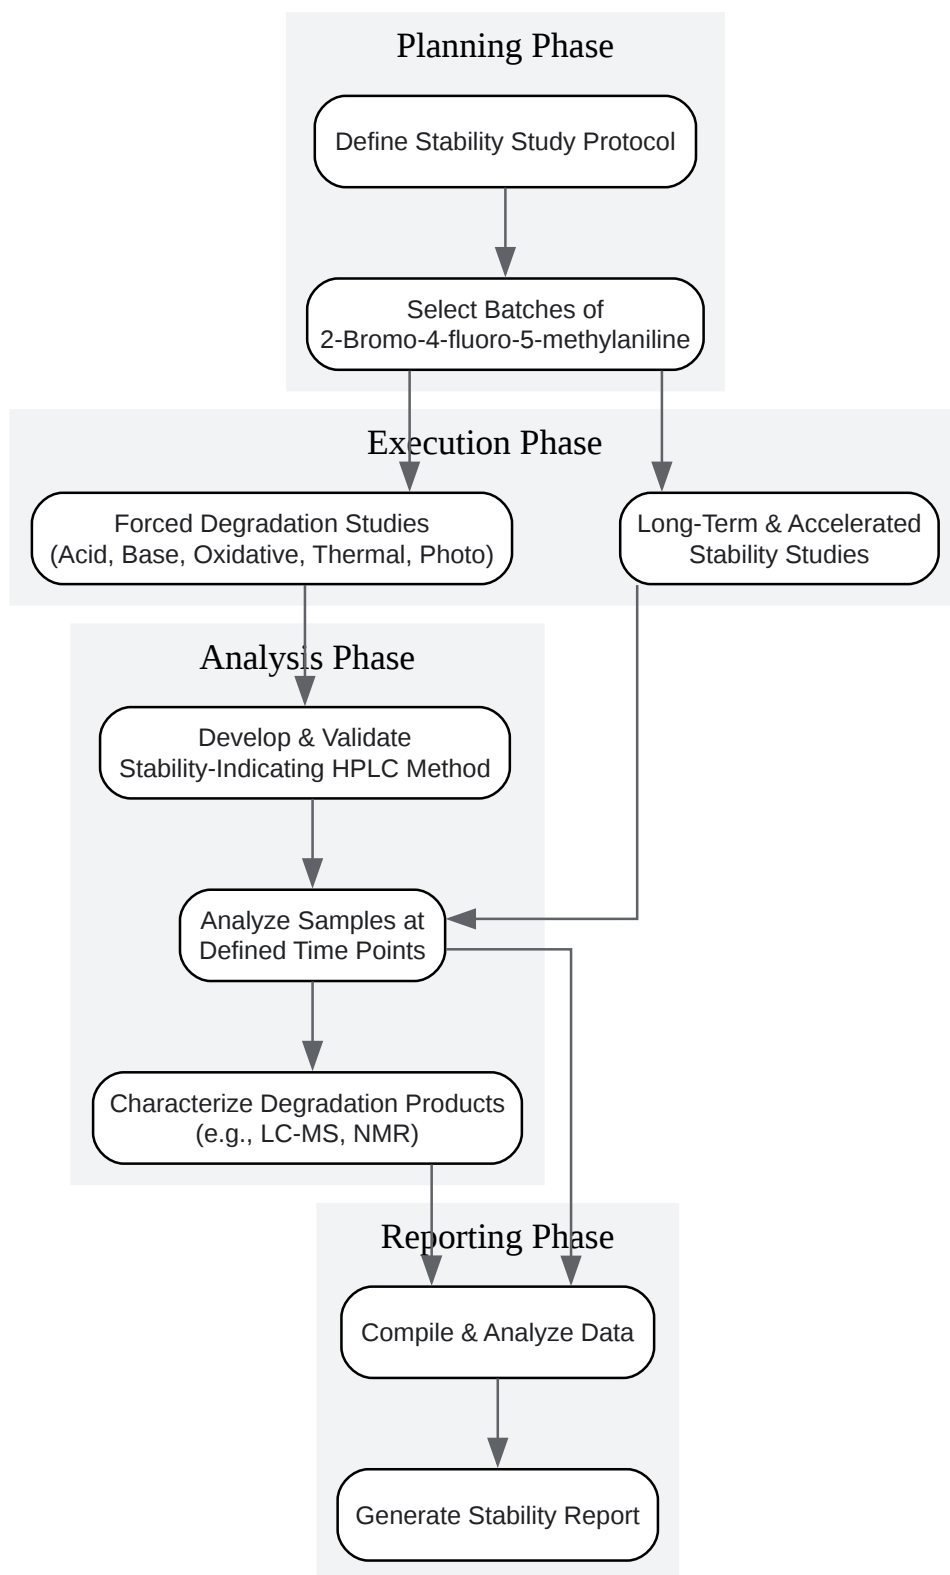 Planning Phase
Define Stability Study Protocol
Select Batches of
2-Bromo-4-fluoro-5-methylaniline
Execution Phase
Forced Degradation Studies
(Acid, Base, Oxidative, Thermal, Photo)
Long-Term & Accelerated
Stability Studies
Analysis Phase
Develop & Validate
Stability-Indicating HPLC Method
Analyze Samples at
Defined Time Points
Characterize Degradation Products
(e.g., LC-MS, NMR)
Reporting Phase
Compile & Analyze Data
Generate Stability Report